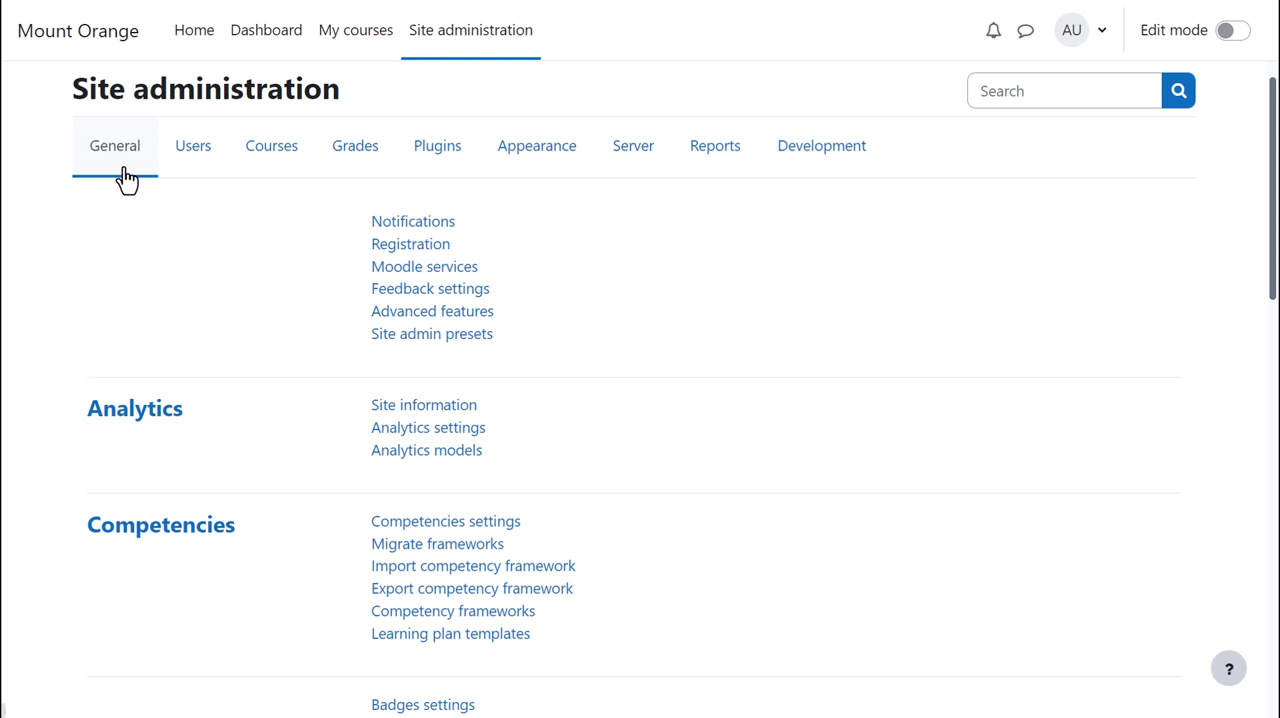 Mount Orange Home Dashboard My courses Site administration AU Edit mode
Site administration Search
General Users Courses Grades Plugins Appearance Server Reports Development
Notifications
Registration
Moodle services
Feedback settings
Advanced features
Site admin presets
Analytics
Site information
Analytics settings
Analytics models
Competencies
Competencies settings
Migrate frameworks
Import competency framework
Export competency framework
Competency frameworks
Learning plan templates
?
Badges settings